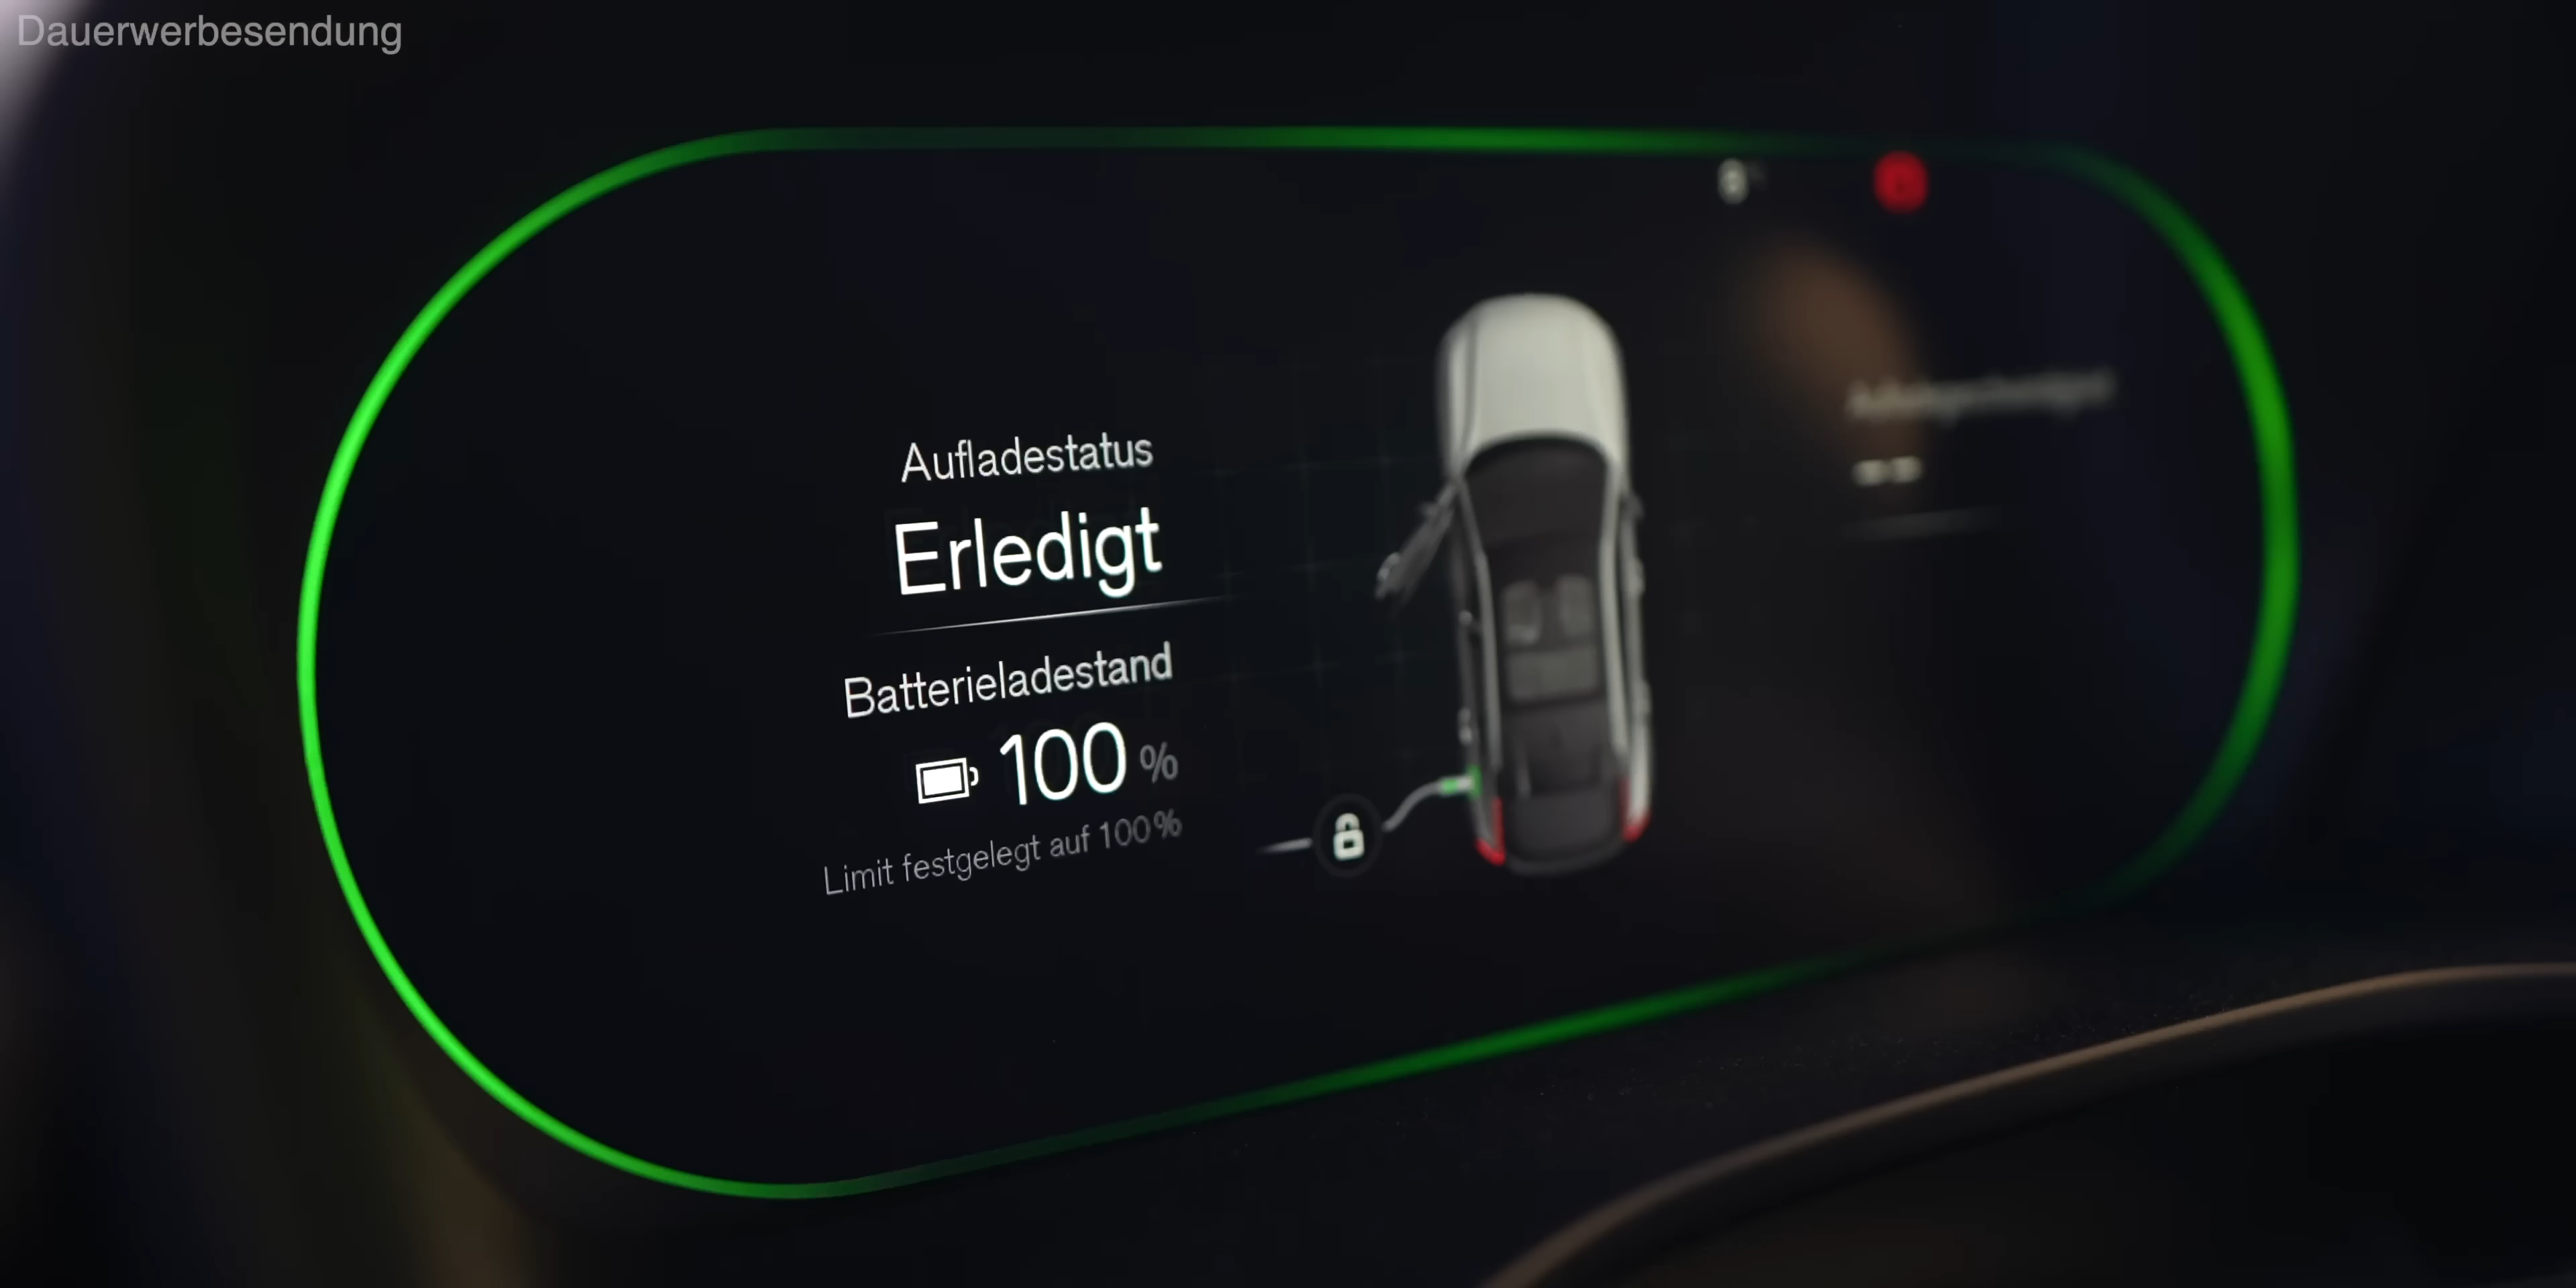 Dauerwerbesendung
Aufladestatus
Erledigt
Batterieladestand
100 %
Limit festgelegt auf 100 %